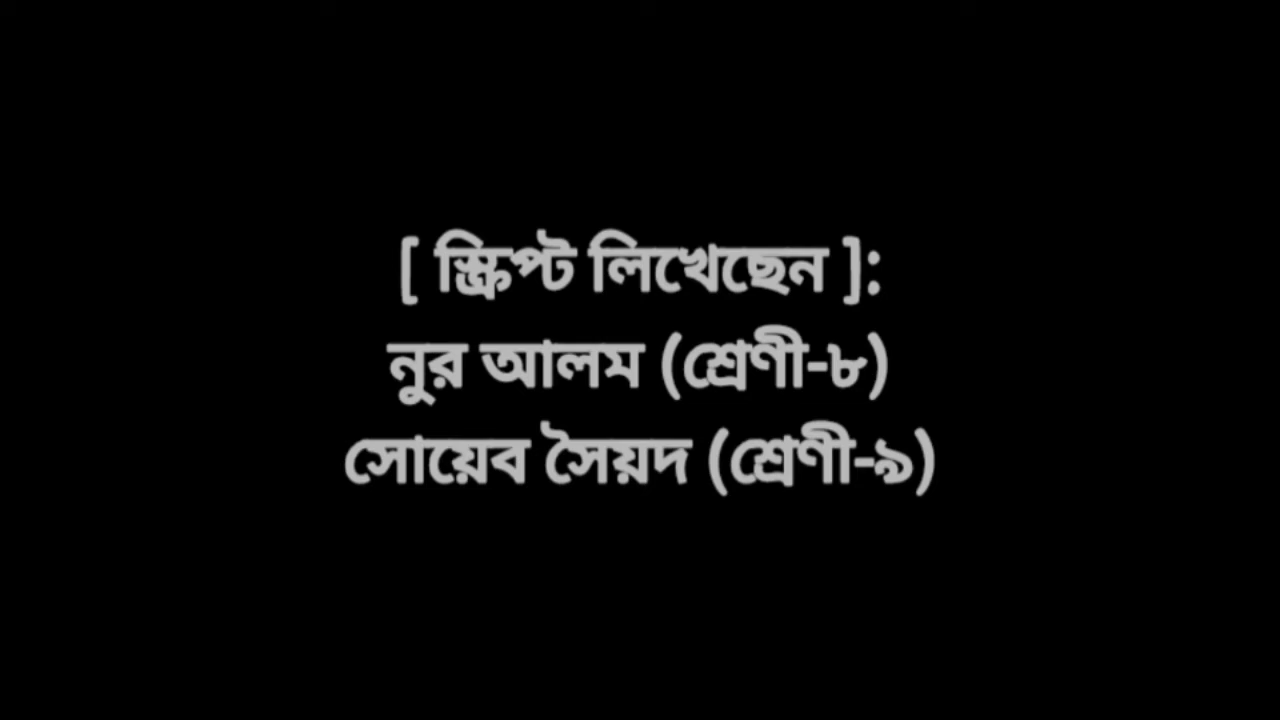 [ স্ক্রিপ্ট লিখেছেন ]:
নুর আলম (শ্রেণী-৮)
সোয়েব সৈয়দ (শ্রেণী-৯)